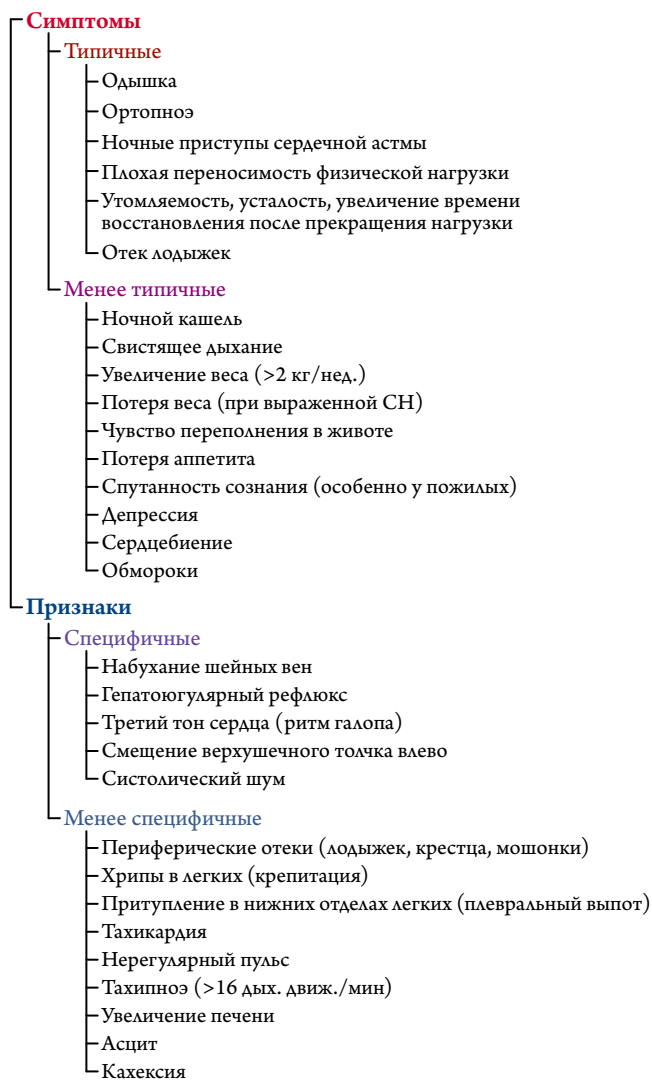 Симптомы
Типичные
Одышка
Ортопноэ
Ночные приступы сердечной астмы
Плохая переносимость физической нагрузки
Утомляемость, усталость, увеличение времени
восстановления после прекращения нагрузки
Отек лодыжек
Менее типичные
Ночной кашель
Свистящее дыхание
Увеличение веса (>2 кг/нед.)
Потеря веса (при выраженной СН)
Чувство переполнения в животе
Потеря аппетита
Спутанность сознания (особенно у пожилых)
Депрессия
Сердцебиение
Обмороки
Признаки
Специфичные
Набухание шейных вен
Гепатоюгулярный рефлюкс
Третий тон сердца (ритм галопа)
Смещение верхушечного толчка влево
Систолический шум
Менее специфичные
Периферические отеки (лодыжек, крестца, мошонки)
Хрипы в легких (крепитация)
Притупление в нижних отделах легких (плевральный выпот)
Тахикардия
Нерегулярный пульс
Тахипноэ (>16 дых. движ./мин)
Увеличение печени
Асцит
Кахексия